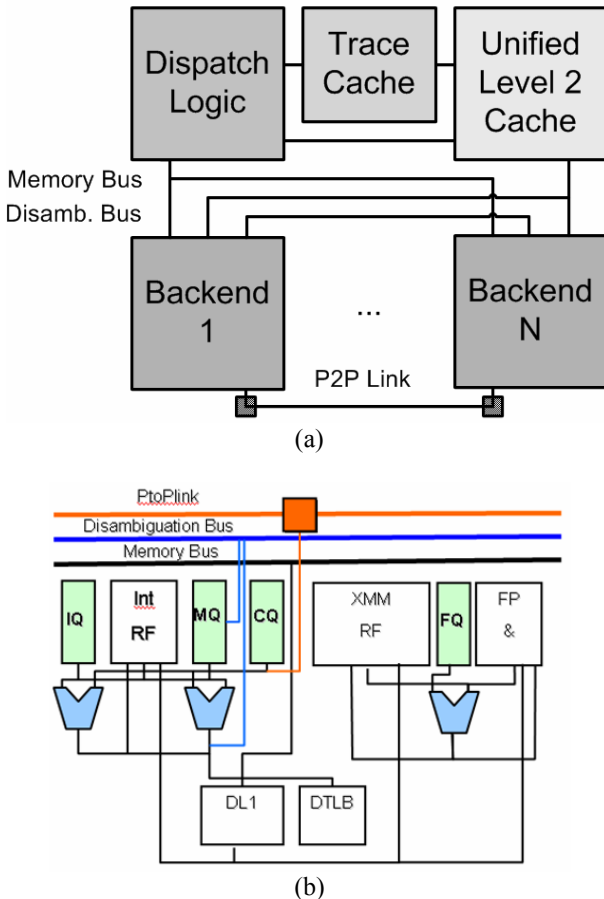 Dispatch
Logic
Trace
Cache
Unified
Level 2
Cache
Memory Bus
Disamb. Bus
Backend
1
...
Backend
N
P2P Link
(a)
PtoPlink
Disambiguation Bus
Memory Bus
IQ
Int
RF
MQ
CQ
XMM
RF
FQ
FP
&
DL1
DTLB
(b)